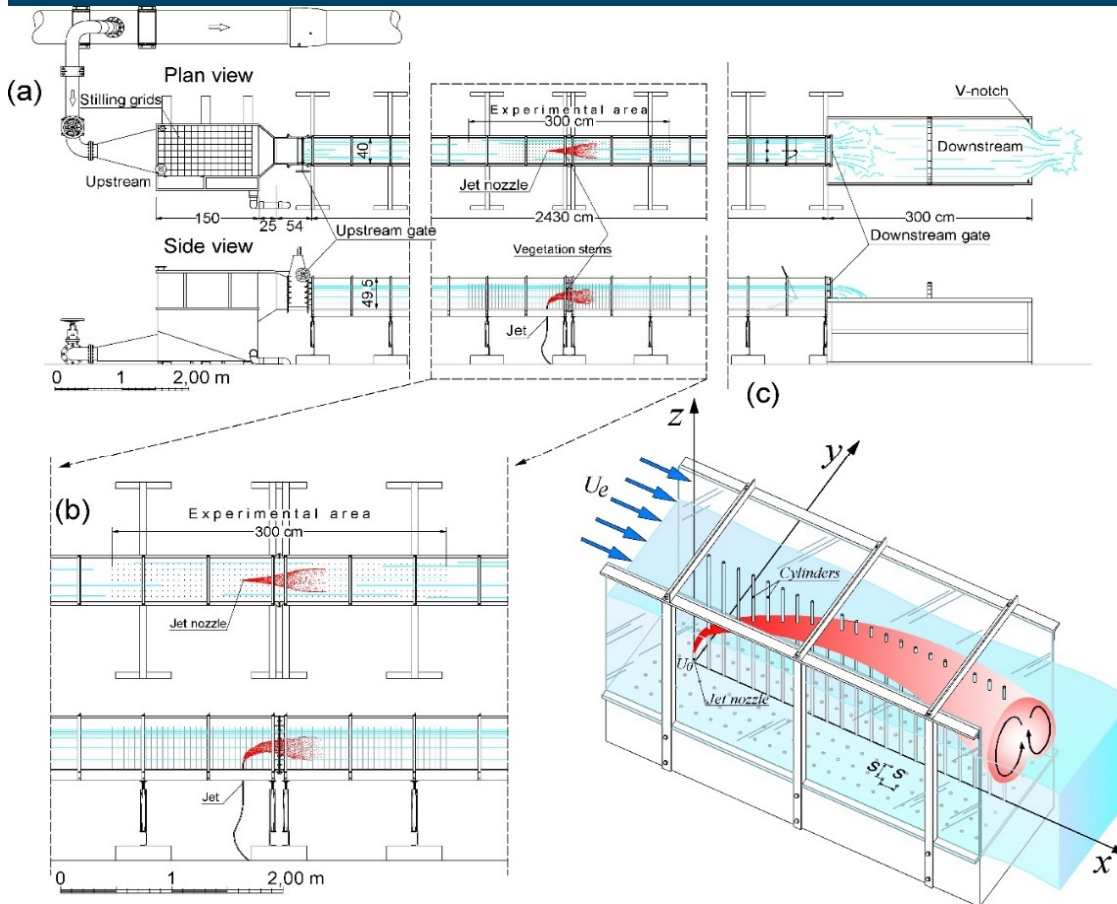 (a)
Plan view
Stilling grids
Upstream
150
25
54
Upstream gate
40
Experimental area
300 cm
Jet nozzle
2430 cm
V-notch
Downstream
300 cm
Downstream gate
Side view
Vegetation stems
49.5
Jet
0 1 2,00 m
(b)
Experimental area
300 cm
Jet nozzle
Jet
0 1 2,00 m
(c)
z
y
Ue
Cylinders
U0
Jet nozzle
S S
x